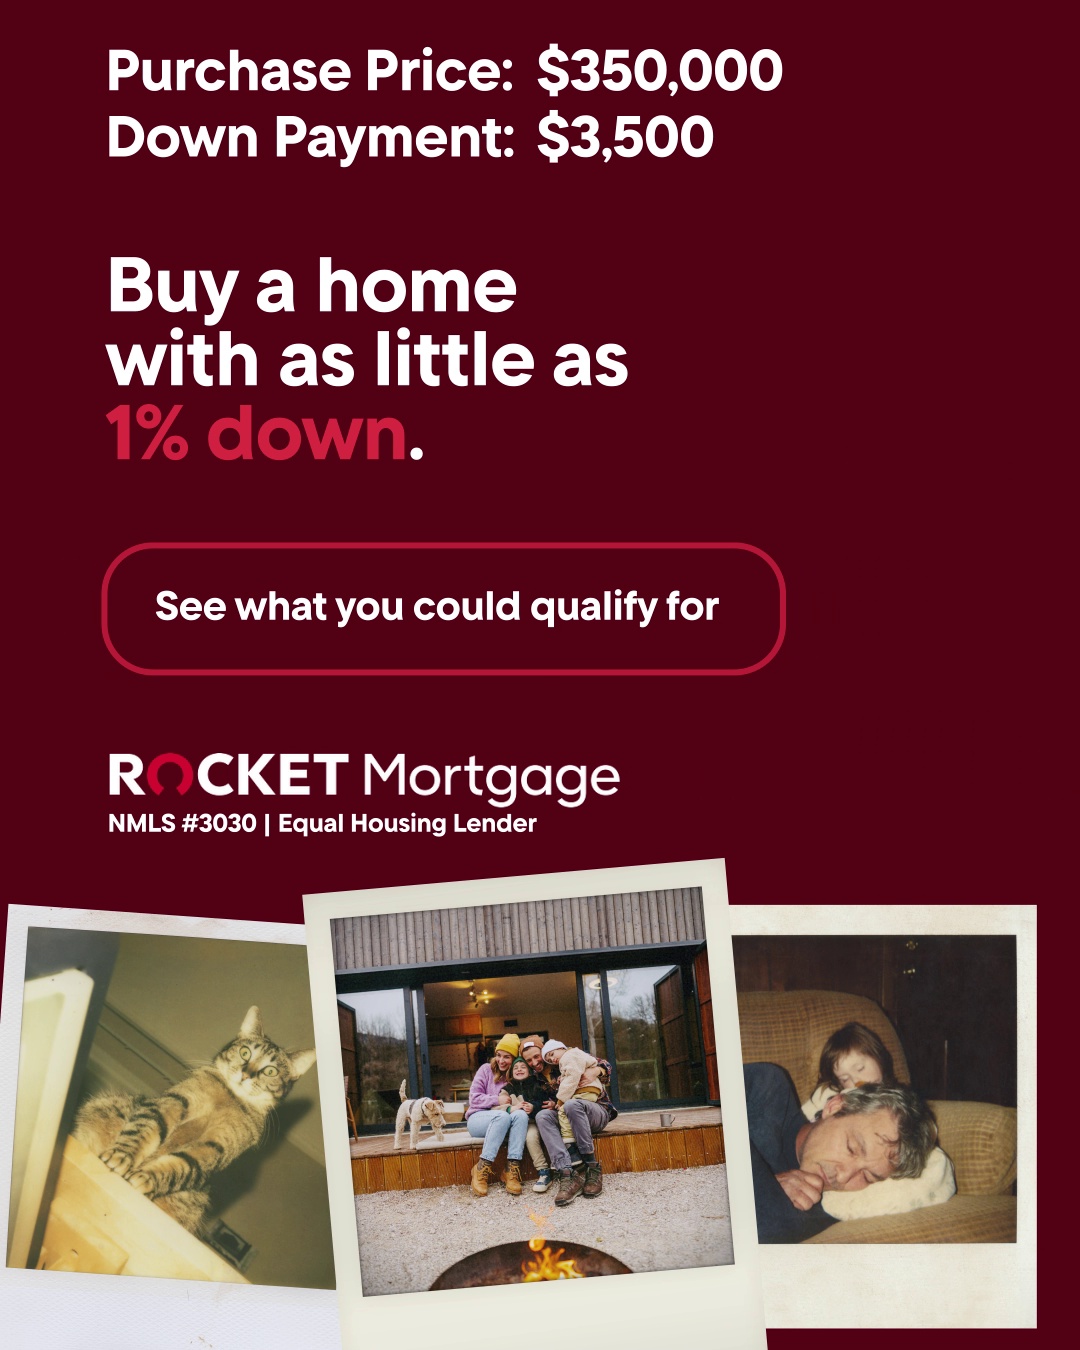 Purchase Price: $350,000
Down Payment: $3,500
Buy a home
with as little as
1% down.
See what you could qualify for
ROCKET Mortgage
NMLS #3030 | Equal Housing Lender